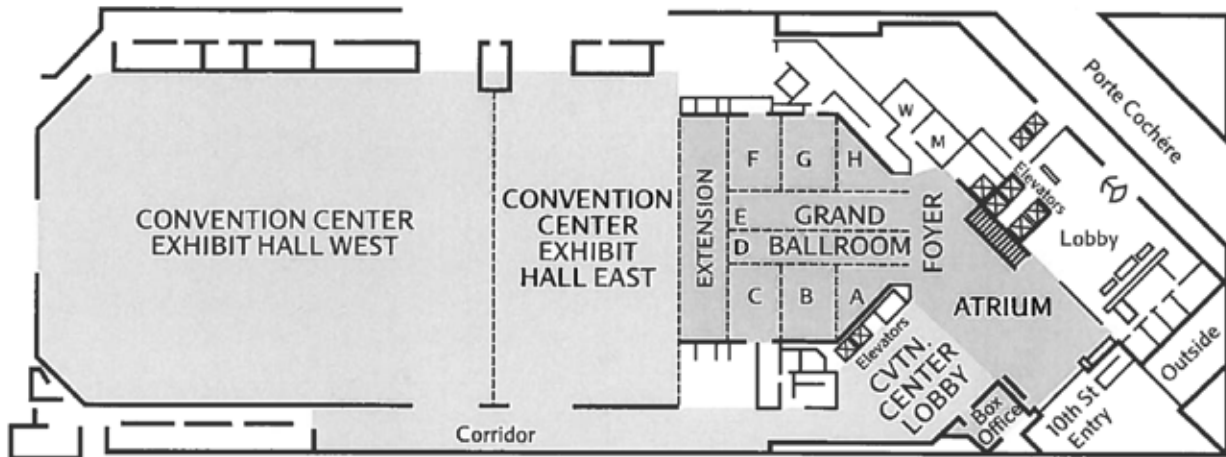 Porte Cochére
W
M
Elevators
Lobby
F
G
H
CONVENTION CENTER
EXHIBIT HALL WEST
CONVENTION
CENTER
EXHIBIT
HALL EAST
EXTENSION
E
GRAND
D
BALLROOM
FOYER
C
B
A
ATRIUM
Elevators
CVTN.
CENTER
LOBBY
Box
Office
10th St
Entry
Outside
Corridor